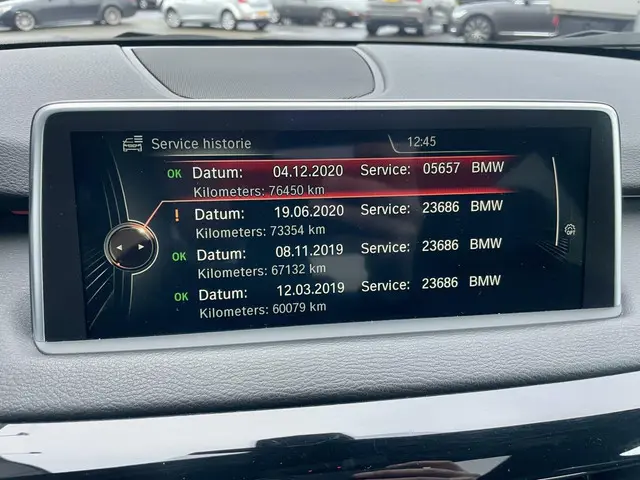 Service historie 12:45
OK Datum: 04.12.2020 Service: 05657 BMW
Kilometers: 76450 km
! Datum: 19.06.2020 Service: 23686 BMW
Kilometers: 73354 km
OK Datum: 08.11.2019 Service: 23686 BMW
Kilometers: 67132 km
OK Datum: 12.03.2019 Service: 23686 BMW
Kilometers: 60079 km
OFF